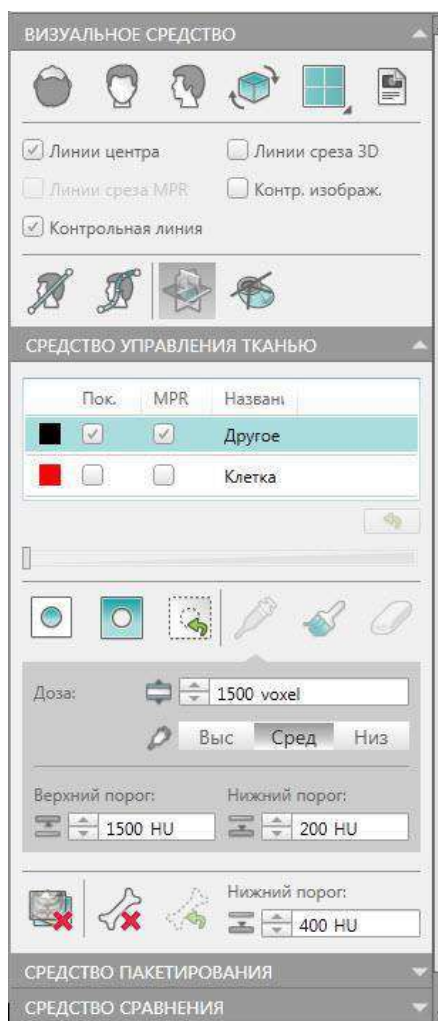 ВИЗУАЛЬНОЕ СРЕДСТВО
Линии центра Линии среза 3D
Линии среза MPR Контр. изображ.
Контрольная линия
СРЕДСТВО УПРАВЛЕНИЯ ТКАНЬЮ
Пок. MPR Названи
Другое
Клетка
Доза: 1500 voxel
Выс Сред Низ
Верхний порог: Нижний порог:
1500 HU 200 HU
Нижний порог:
400 HU
СРЕДСТВО ПАКЕТИРОВАНИЯ
СРЕДСТВО СРАВНЕНИЯ